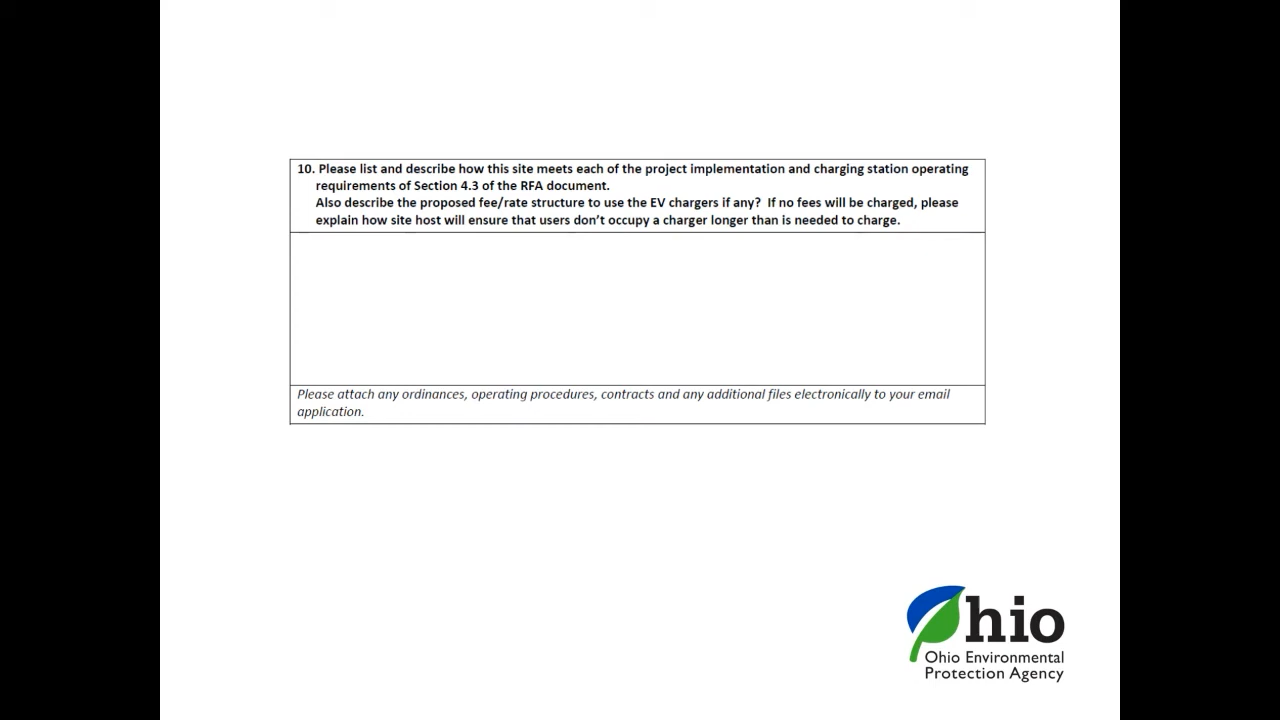 10. Please list and describe how this site meets each of the project implementation and charging station operating
requirements of Section 4.3 of the RFA document.
Also describe the proposed fee/rate structure to use the EV chargers if any? If no fees will be charged, please
explain how site host will ensure that users don't occupy a charger longer than is needed to charge.
Please attach any ordinances, operating procedures, contracts and any additional files electronically to your email
application.
Ohio
Ohio Environmental
Protection Agency